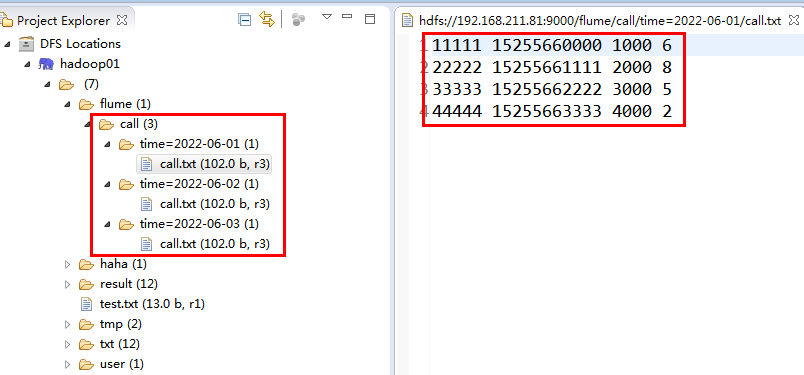 Project Explorer
DFS Locations
hadoop01
(7)
flume (1)
call (3)
time=2022-06-01 (1)
call.txt (102.0 b, r3)
time=2022-06-02 (1)
call.txt (102.0 b, r3)
time=2022-06-03 (1)
call.txt (102.0 b, r3)
haha (1)
result (12)
test.txt (13.0 b, r1)
tmp (2)
txt (12)
user (1)
hdfs://192.168.211.81:9000/flume/call/time=2022-06-01/call.txt
1 11111 15255660000 1000 6
2 22222 15255661111 2000 8
3 33333 15255662222 3000 5
4 44444 15255663333 4000 2